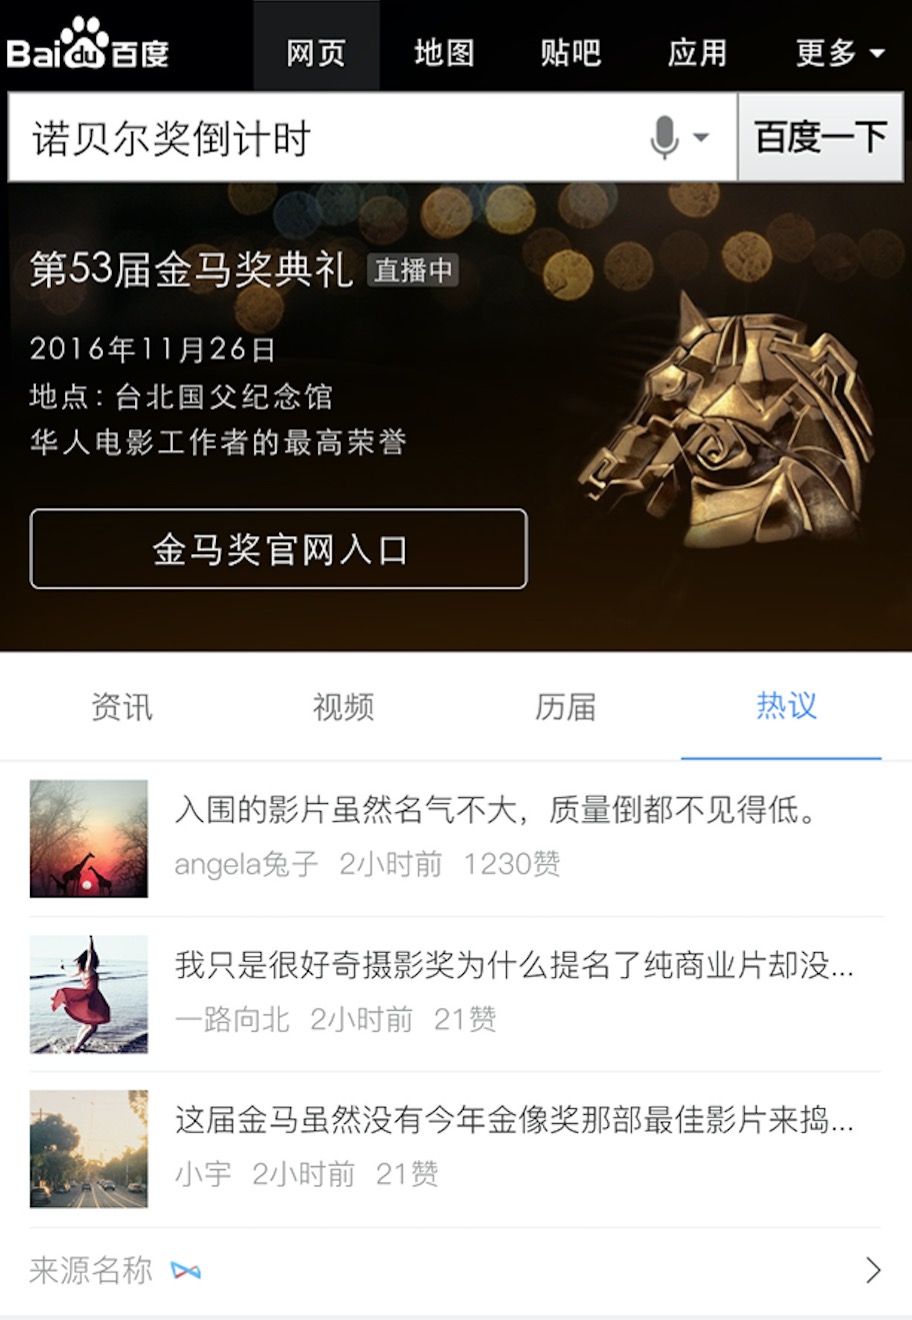 Bai du 百度 网页 地图 贴吧 应用 更多
诺贝尔奖倒计时 百度一下
第53届金马奖典礼 直播中
2016年11月26日
地点：台北国父纪念馆
华人电影工作者的最高荣誉
金马奖官网入口
资讯 视频 历届 热议
入围的影片虽然名气不大，质量倒都不见得低。
angela兔子 2小时前 1230赞
我只是很好奇摄影奖为什么提名了纯商业片却没...
一路向北 2小时前 21赞
这届金马虽然没有今年金像奖那部最佳影片来捣...
小宇 2小时前 21赞
来源名称